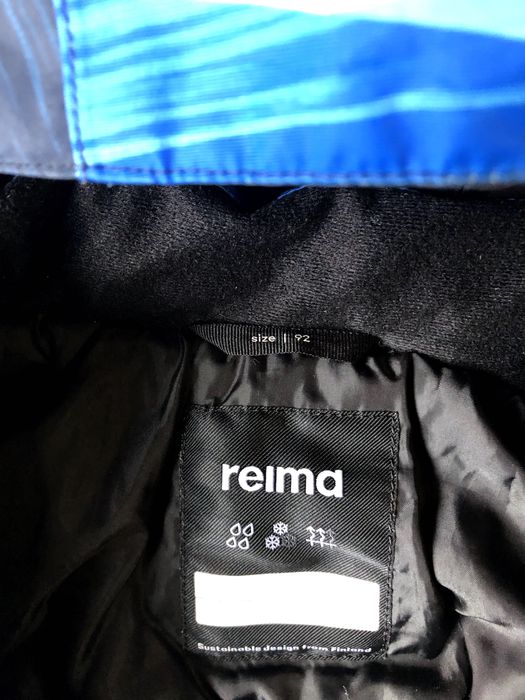 size | 92
reima
Sustainable design from Finland